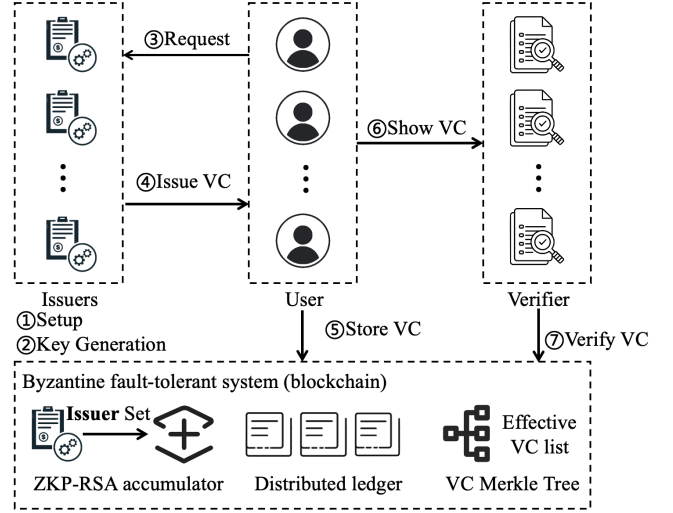 ③Request
⑥Show VC
④Issue VC
Issuers
User
Verifier
①Setup
②Key Generation
⑤Store VC
⑦Verify VC
Byzantine fault-tolerant system (blockchain)
Issuer Set
Effective
VC list
ZKP-RSA accumulator
Distributed ledger
VC Merkle Tree